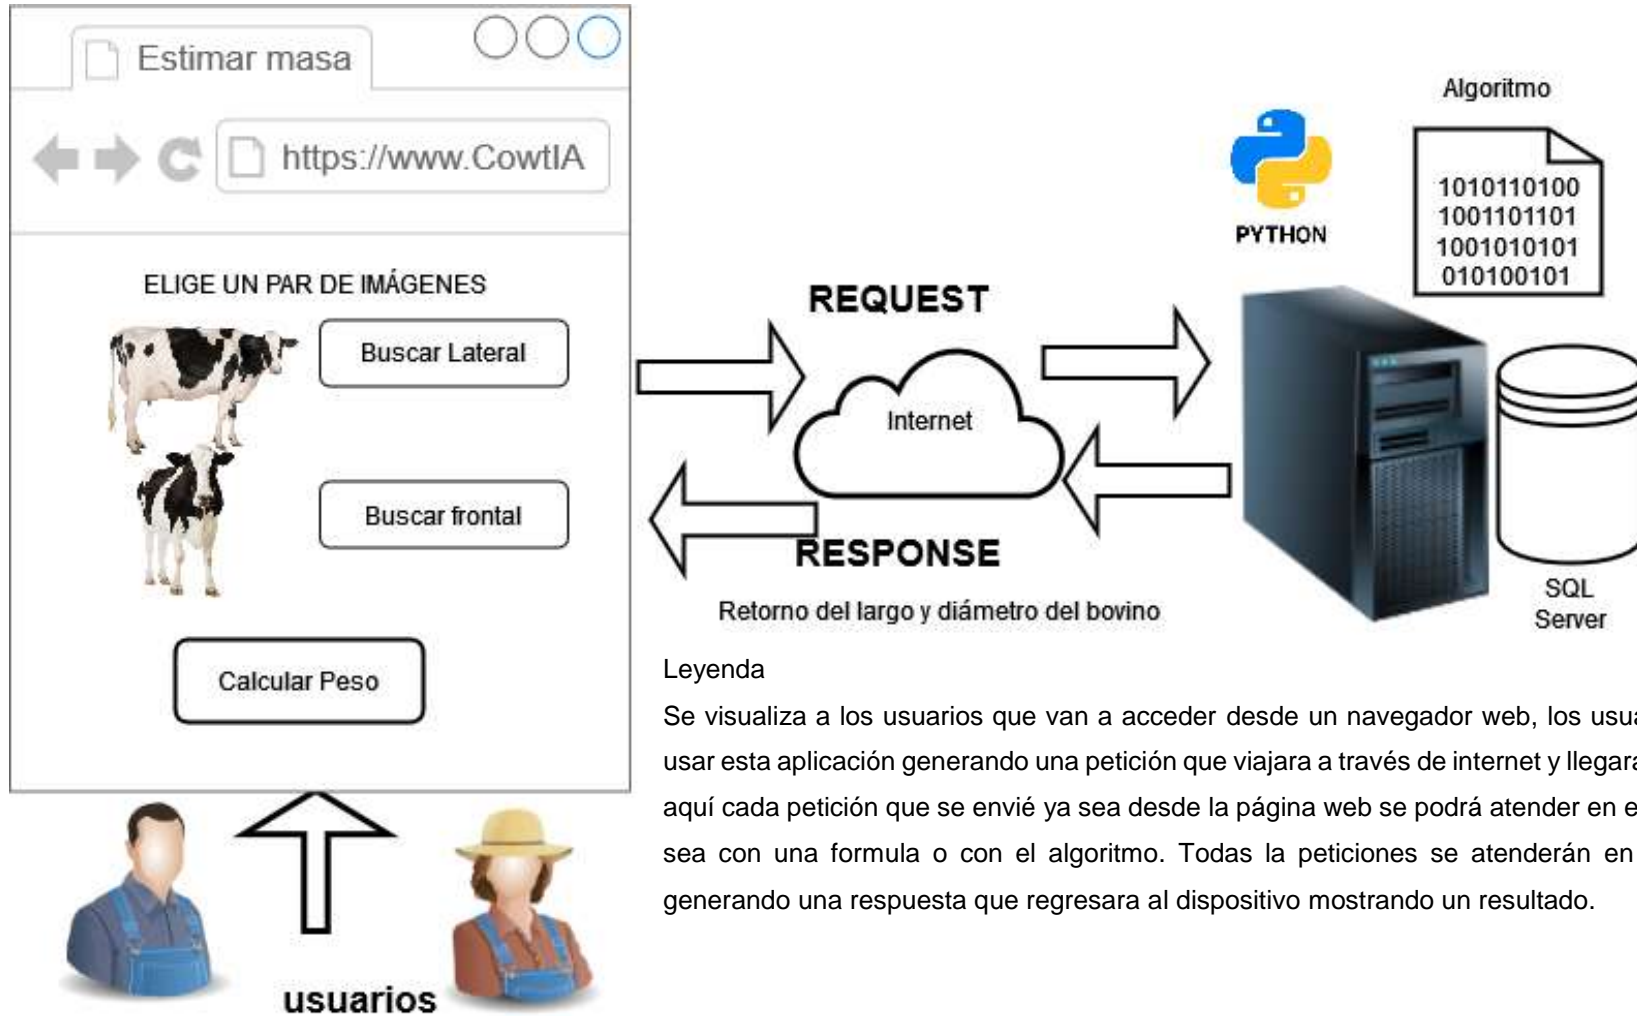 Estimar masa
https://www.CowtIA
ELIGE UN PAR DE IMÁGENES
Buscar Lateral
Buscar frontal
Calcular Peso
usuarios
REQUEST
Internet
RESPONSE
Retorno del largo y diámetro del bovino
PYTHON
Algoritmo
1010110100
1001101101
1001010101
010100101
SQL
Server
Leyenda
Se visualiza a los usuarios que van a acceder desde un navegador web, los
usar esta aplicación generando una petición que viajara a través de internet y
aquí cada petición que se envié ya sea desde la página web se podrá atender en
sea con una formula o con el algoritmo. Todas la peticiones se atenderán en
generando una respuesta que regresara al dispositivo mostrando un resultado.